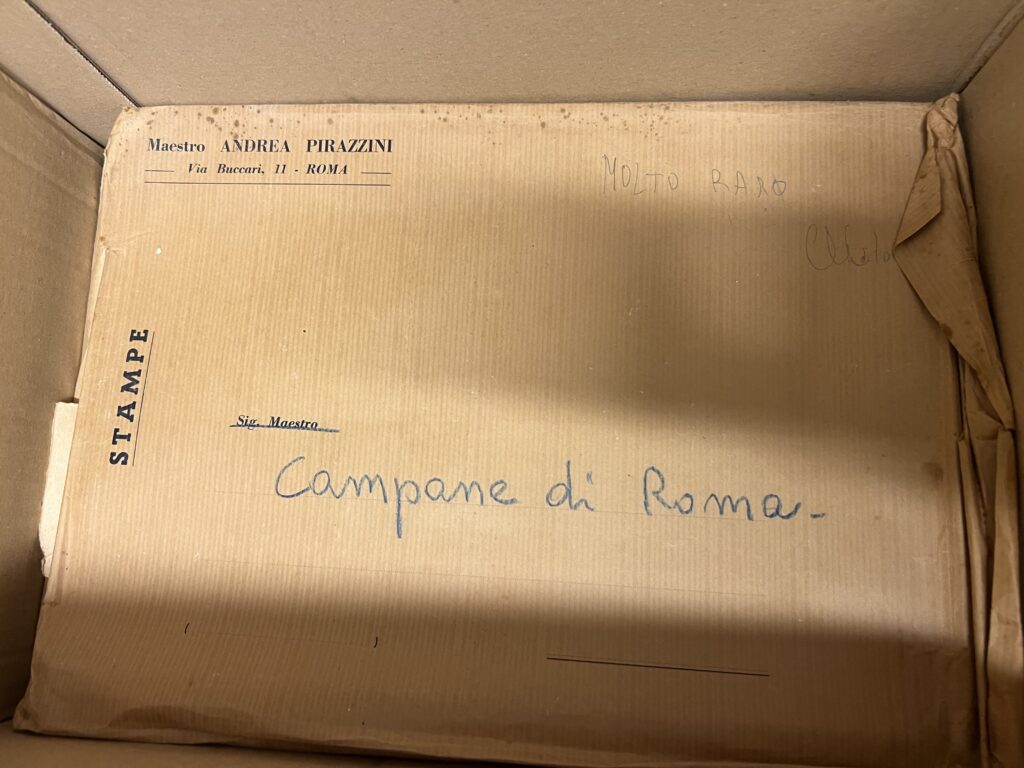 Maestro ANDREA PIRAZZINI
Via Buccari, 11 - ROMA
MOLTO RARO
STAMPE
Sig. Maestro
Campane di Roma -
( )